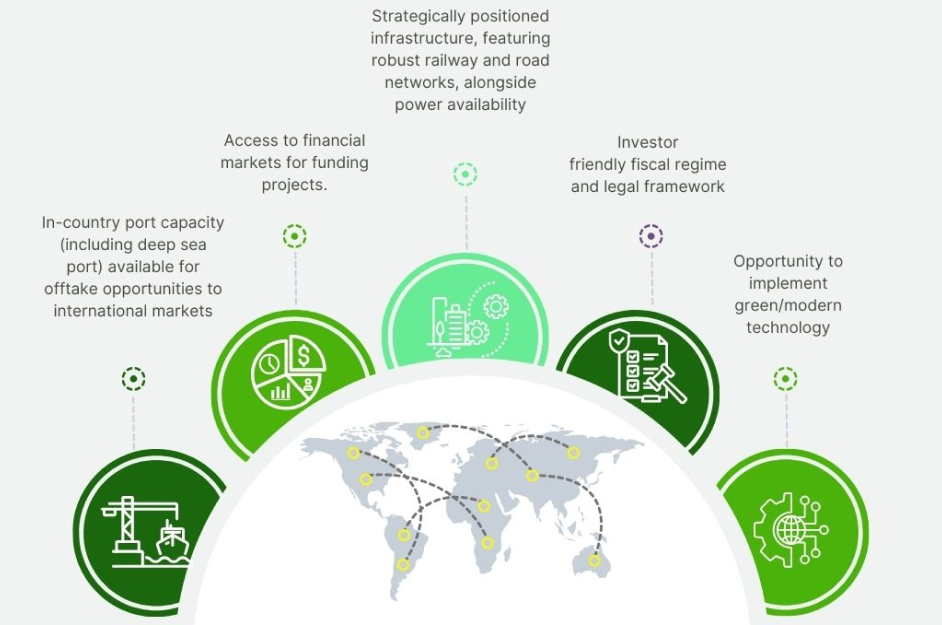 Strategically positioned
infrastructure, featuring
robust railway and road
networks, alongside
power availability
Access to financial
markets for funding
projects.
Investor
friendly fiscal regime
and legal framework
In-country port capacity
(including deep sea
port) available for
offtake opportunities to
international markets
Opportunity to
implement
green/modern
technology
$